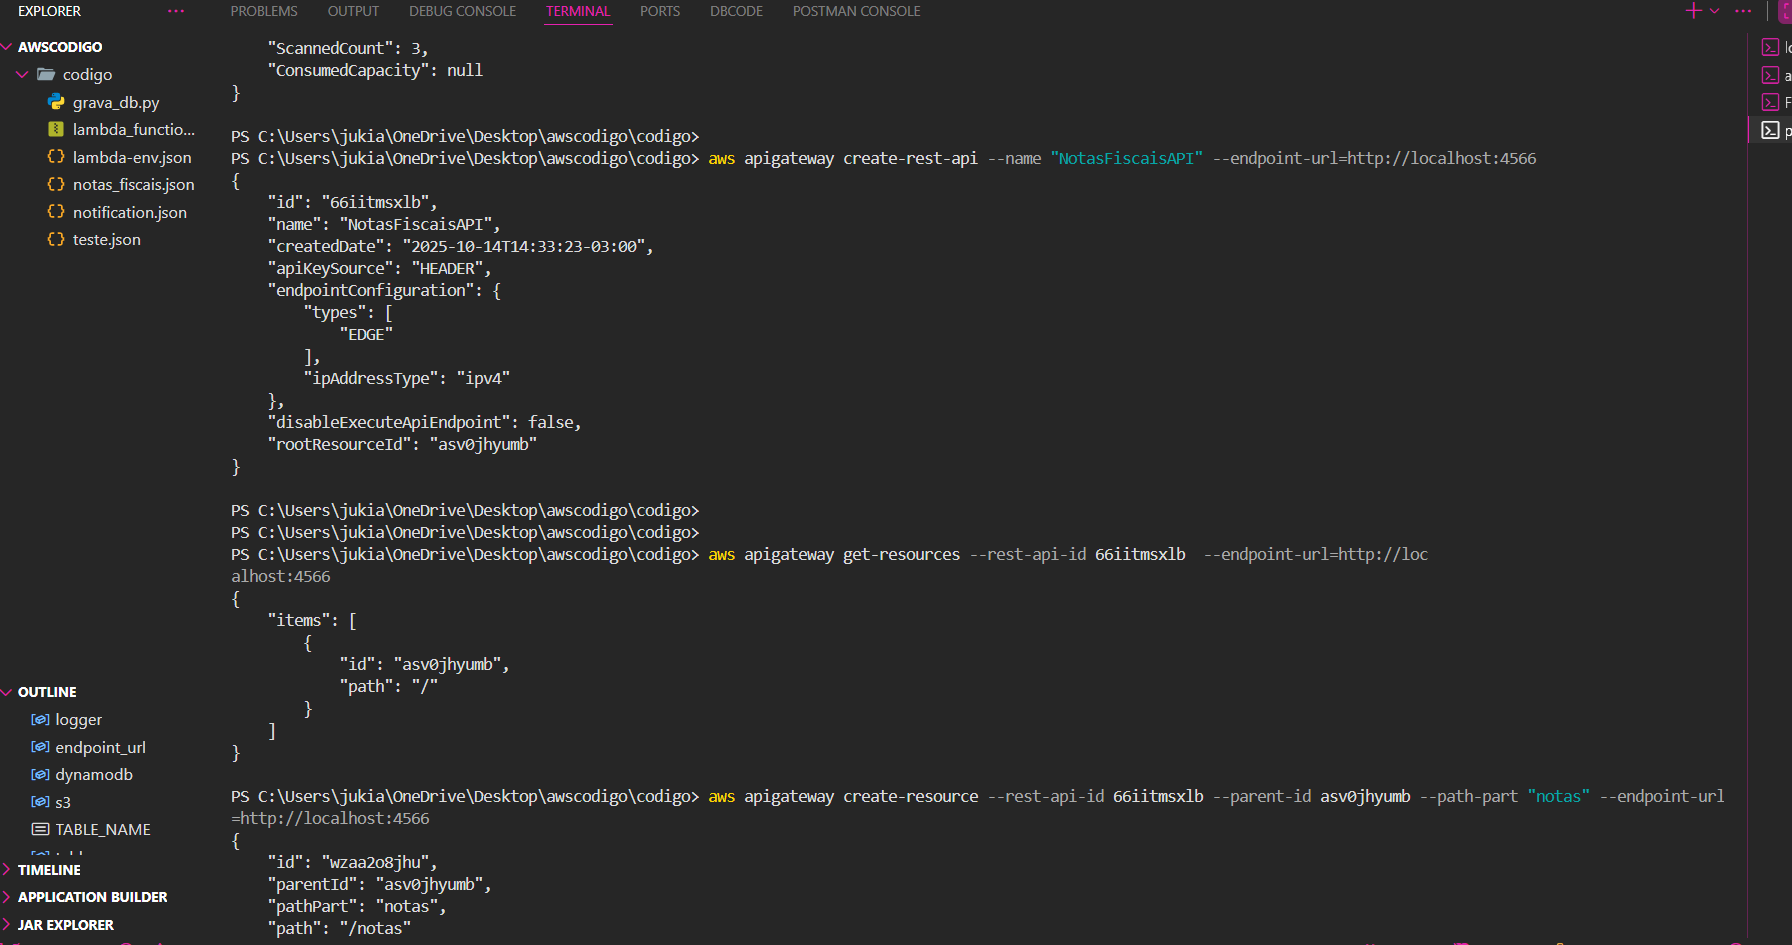 EXPLORER
AWSCODIGO
codigo
grava_db.py
lambda_functio...
lambda-env.json
notas_fiscais.json
notification.json
teste.json
OUTLINE
logger
endpoint_url
dynamodb
s3
TABLE_NAME
TIMELINE
APPLICATION BUILDER
JAR EXPLORER
PROBLEMS OUTPUT DEBUG CONSOLE TERMINAL PORTS DBCODE POSTMAN CONSOLE
"ScannedCount": 3,
"ConsumedCapacity": null
}
PS C:\Users\jukia\OneDrive\Desktop\awscodigo\codigo>
PS C:\Users\jukia\OneDrive\Desktop\awscodigo\codigo> aws apigateway create-rest-api --name "NotasFiscaisAPI" --endpoint-url=http://localhost:4566
{
"id": "66iitmsxlb",
"name": "NotasFiscaisAPI",
"createdDate": "2025-10-14T14:33:23-03:00",
"apiKeySource": "HEADER",
"endpointConfiguration": {
"types": [
"EDGE"
],
"ipAddressType": "ipv4"
},
"disableExecuteApiEndpoint": false,
"rootResourceId": "asv0jhyumb"
}
PS C:\Users\jukia\OneDrive\Desktop\awscodigo\codigo>
PS C:\Users\jukia\OneDrive\Desktop\awscodigo\codigo>
PS C:\Users\jukia\OneDrive\Desktop\awscodigo\codigo> aws apigateway get-resources --rest-api-id 66iitmsxlb  --endpoint-url=http://loc
alhost:4566
{
"items": [
{
"id": "asv0jhyumb",
"path": "/"
}
]
}
PS C:\Users\jukia\OneDrive\Desktop\awscodigo\codigo> aws apigateway create-resource --rest-api-id 66iitmsxlb --parent-id asv0jhyumb --path-part "notas" --endpoint-url
=http://localhost:4566
{
"id": "wzaa2o8jhu",
"parentId": "asv0jhyumb",
"pathPart": "notas",
"path": "/notas"